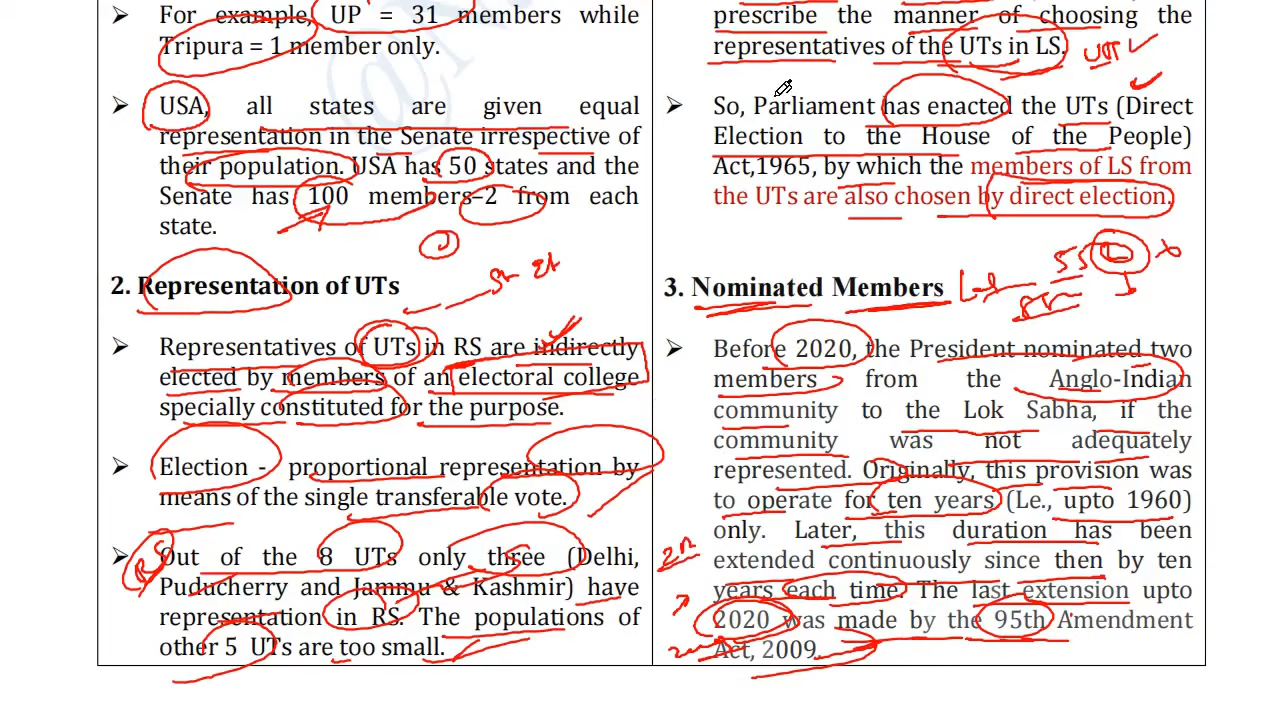 For example, UP = 31 members while
Tripura = 1 member only.
USA, all states are given equal
representation in the Senate irrespective of
their population. USA has 50 states and the
Senate has 100 members–2 from each
state.
2. Representation of UTs
Representatives of UTs in RS are indirectly
elected by members of an electoral college
specially constituted for the purpose.
Election - proportional representation by
means of the single transferable vote.
Out of the 8 UTs only three (Delhi,
Puducherry and Jammu & Kashmir) have
representation in RS. The populations of
other 5 UTs are too small.
prescribe the manner of choosing the
representatives of the UTs in LS.
So, Parliament has enacted the UTs (Direct
Election to the House of the People)
Act,1965, by which the members of LS from
the UTs are also chosen by direct election.
3. Nominated Members
Before 2020, the President nominated two
members from the Anglo-Indian
community to the Lok Sabha, if the
community was not adequately
represented. Originally, this provision was
to operate for ten years (I.e., upto 1960)
only. Later, this duration has been
extended continuously since then by ten
years each time. The last extension upto
2020 was made by the 95th Amendment
Act, 2009.